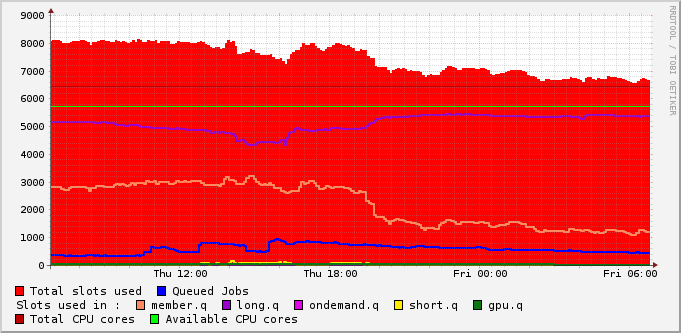 RRDTOOL / TOBI OETIKER
9000
8000
7000
6000
5000
4000
3000
2000
1000
0
Thu 12:00 Thu 18:00 Fri 00:00 Fri 06:00
Total slots used Queued Jobs
Slots used in : member.q long.q ondemand.q short.q gpu.q
Total CPU cores Available CPU cores